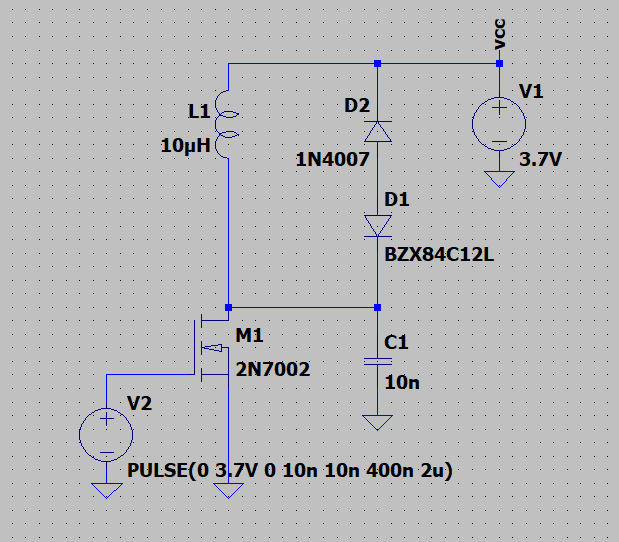 vcc
L1
10µH
D2
1N4007
V1
3.7V
D1
BZX84C12L
M1
2N7002
C1
10n
V2
PULSE(0 3.7V 0 10n 10n 400n 2u)